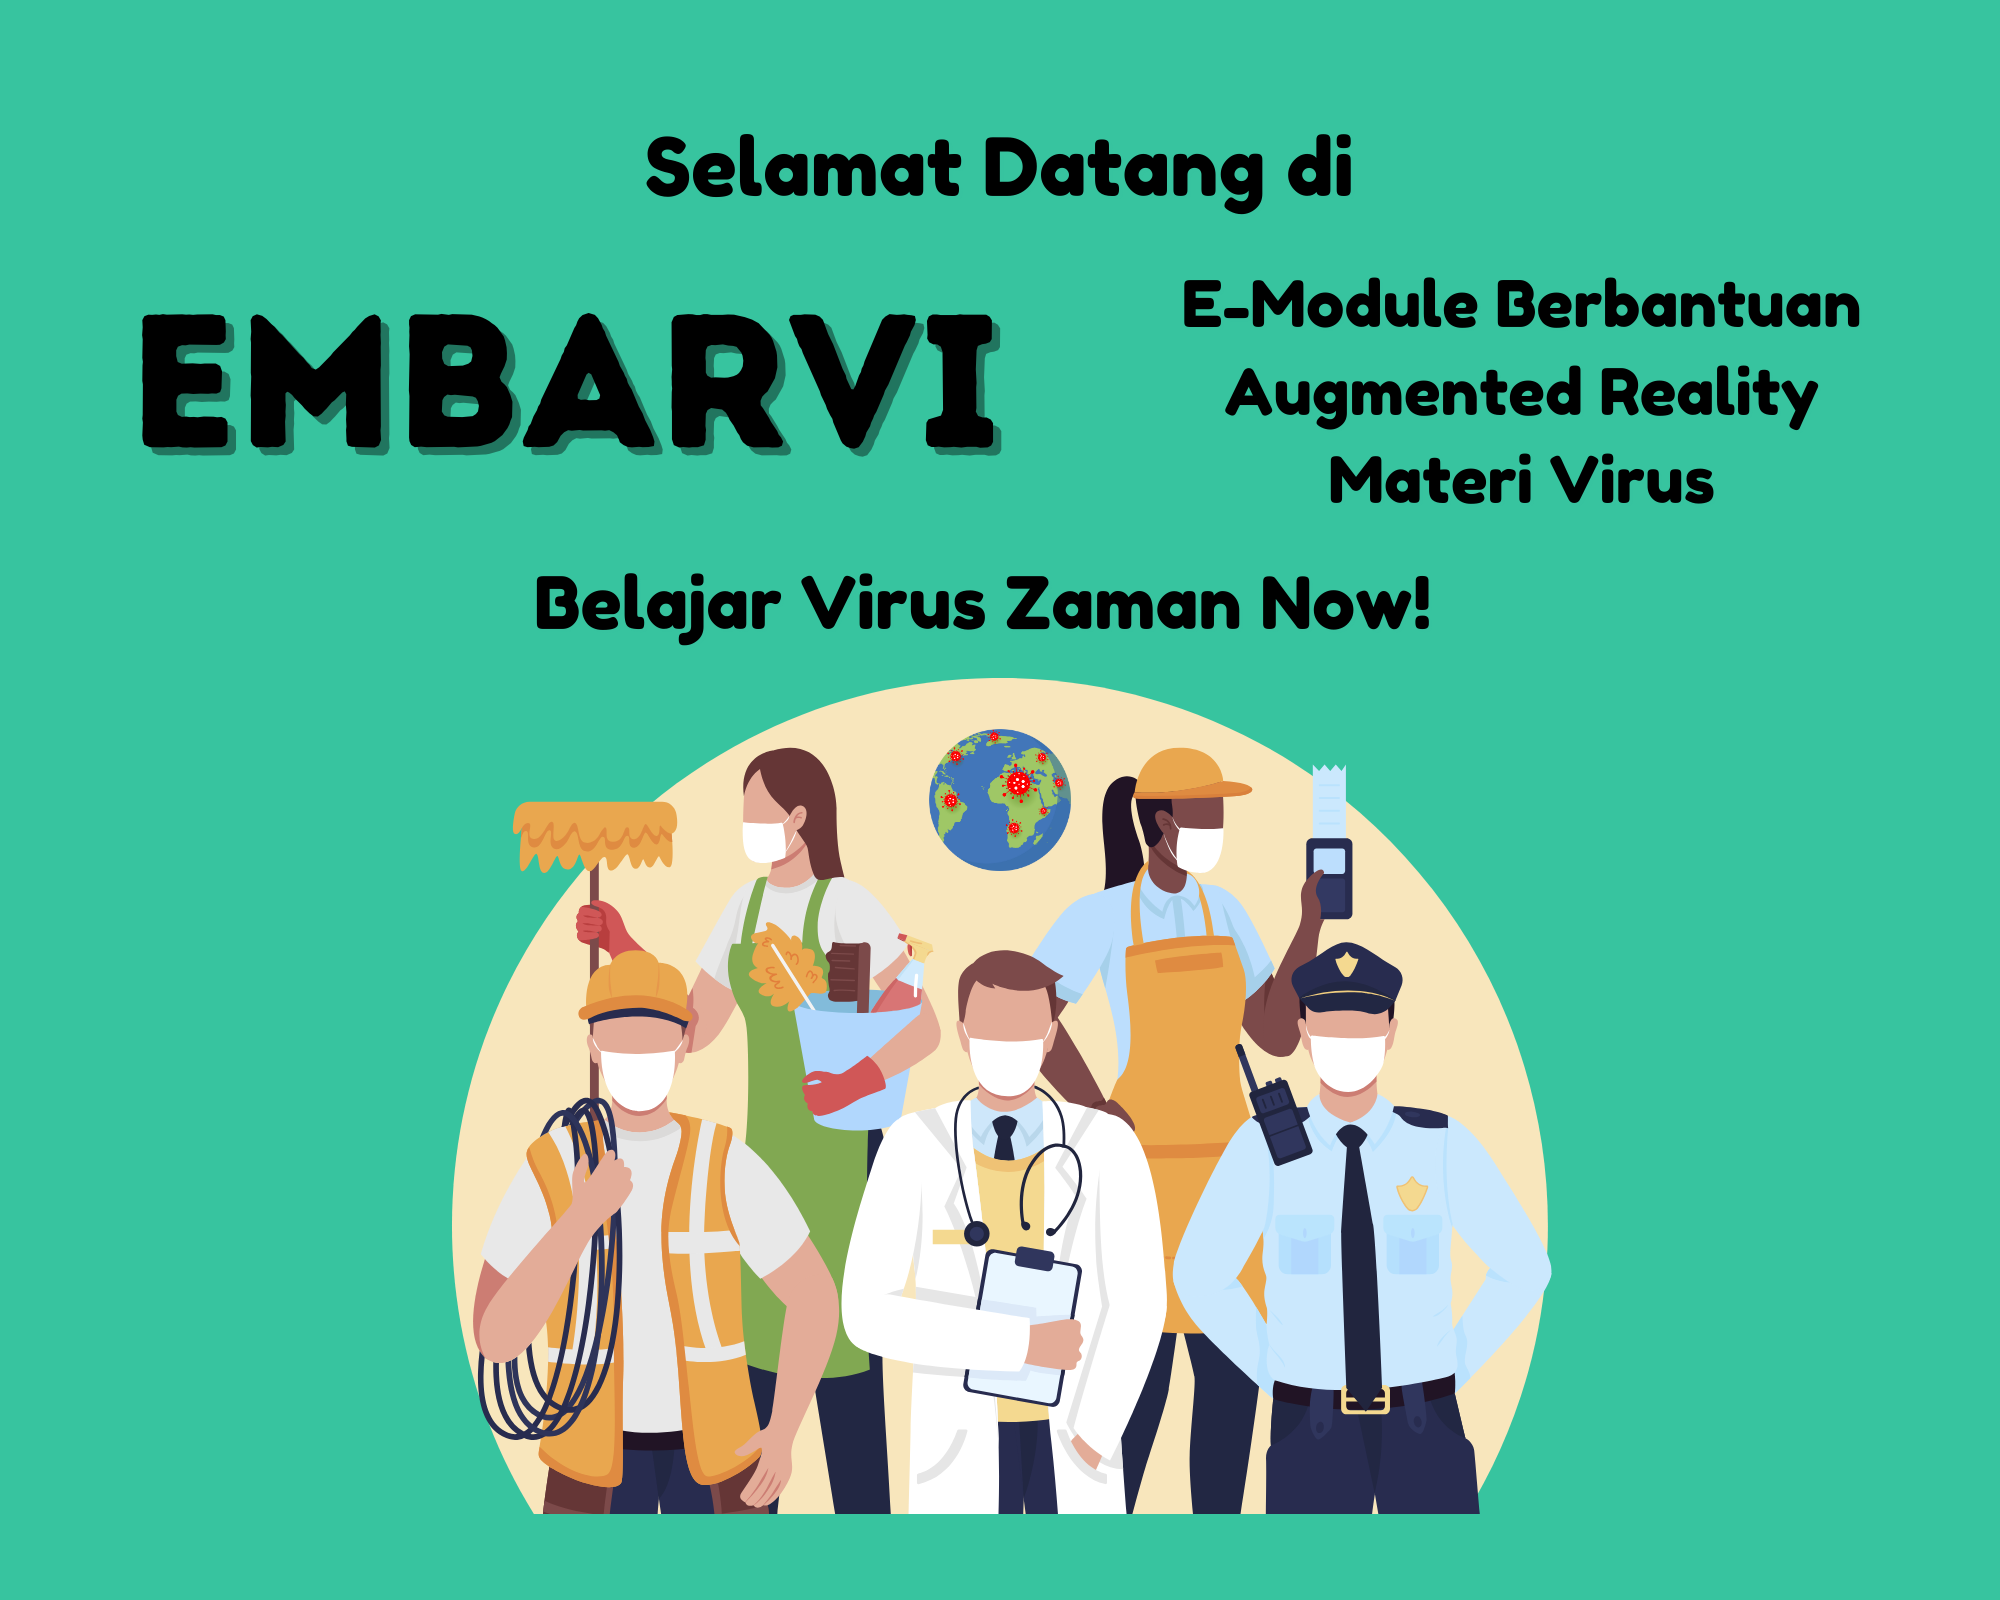 Selamat Datang di
EMBARVI
E-Module Berbantuan
Augmented Reality
Materi Virus
Belajar Virus Zaman Now!